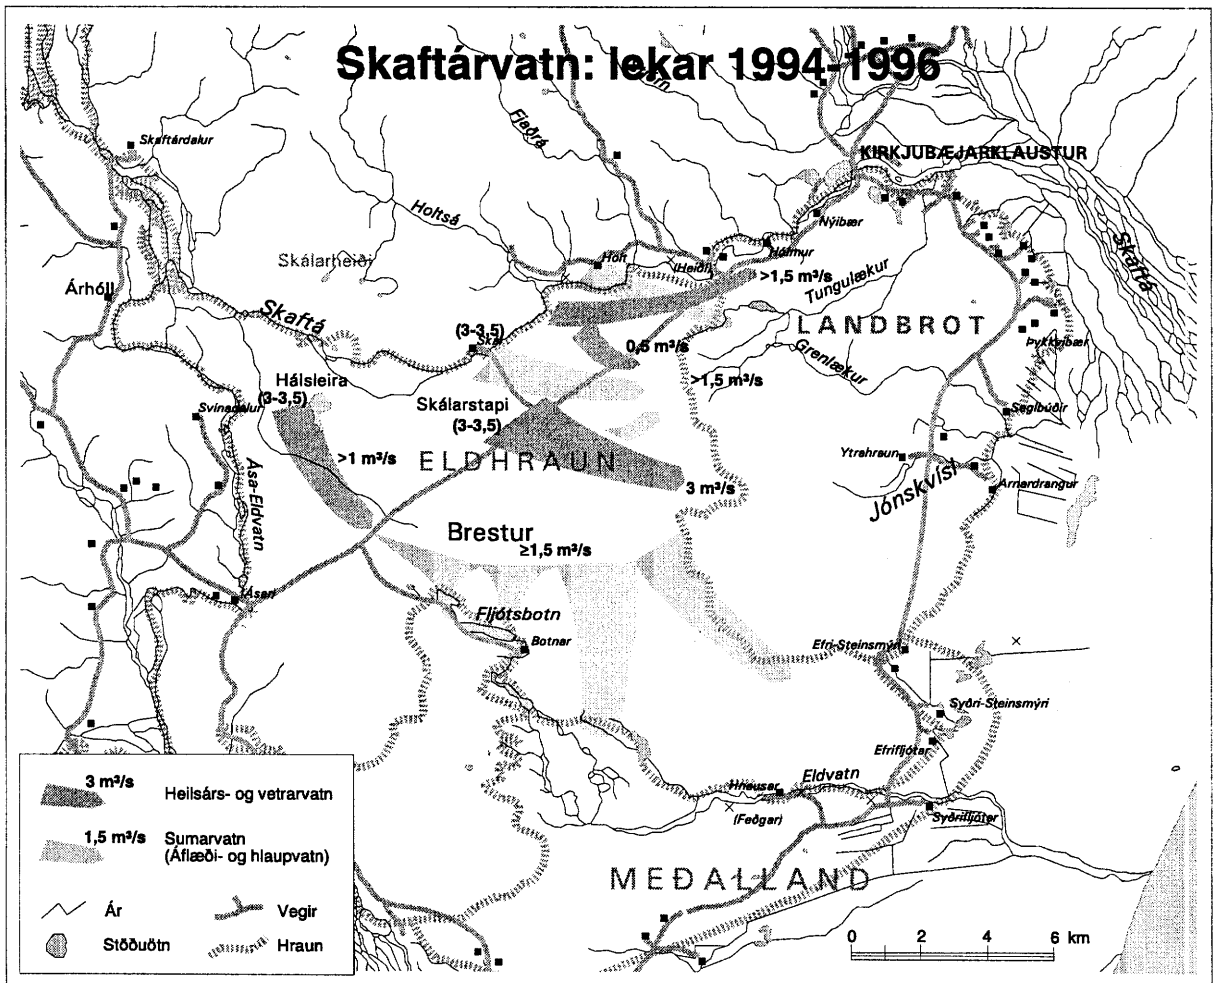 Skaftárvatn: lekar 1994-1996
Skaftárdalur
Fjaðrá
KIRKJUBÆJARKLAUSTUR
Holtsá
Nýibær
Skaftá
Skálarheiði
Holt
(Heiði)
Hólmur
>1,5 m³/s
Tungulækur
Árhóll
Skaftá
(3-3,5)
Skál
LANDBROT
0,5 m³/s
Grenlækur
Þykkvibær
Hálsleira
(3-3,5)
>1,5 m³/s
Svínadalur
Skálarstapi
(3-3,5)
Seglbúðir
>1 m³/s
ELDHRAUN
Ytrahraun
Ása-Eldvatn
3 m³/s
Jónskvísl
Arnardrangur
Brestur
≥1,5 m³/s
Ásar
Fljótsbotn
Botnar
Efri-Steinsmýri
Syðri-Steinsmýri
Efrifljótar
Eldvatn
Hnausar
(Feðgar)
Syðrifljótar
MEÐALLAND
3 m³/s
Heilsárs- og vetrarvatn
1,5 m³/s
Sumarvatn
(Áflæði- og hlaupvatn)
Ár
Vegir
Stöðuötn
Hraun
0 2 4 6 km